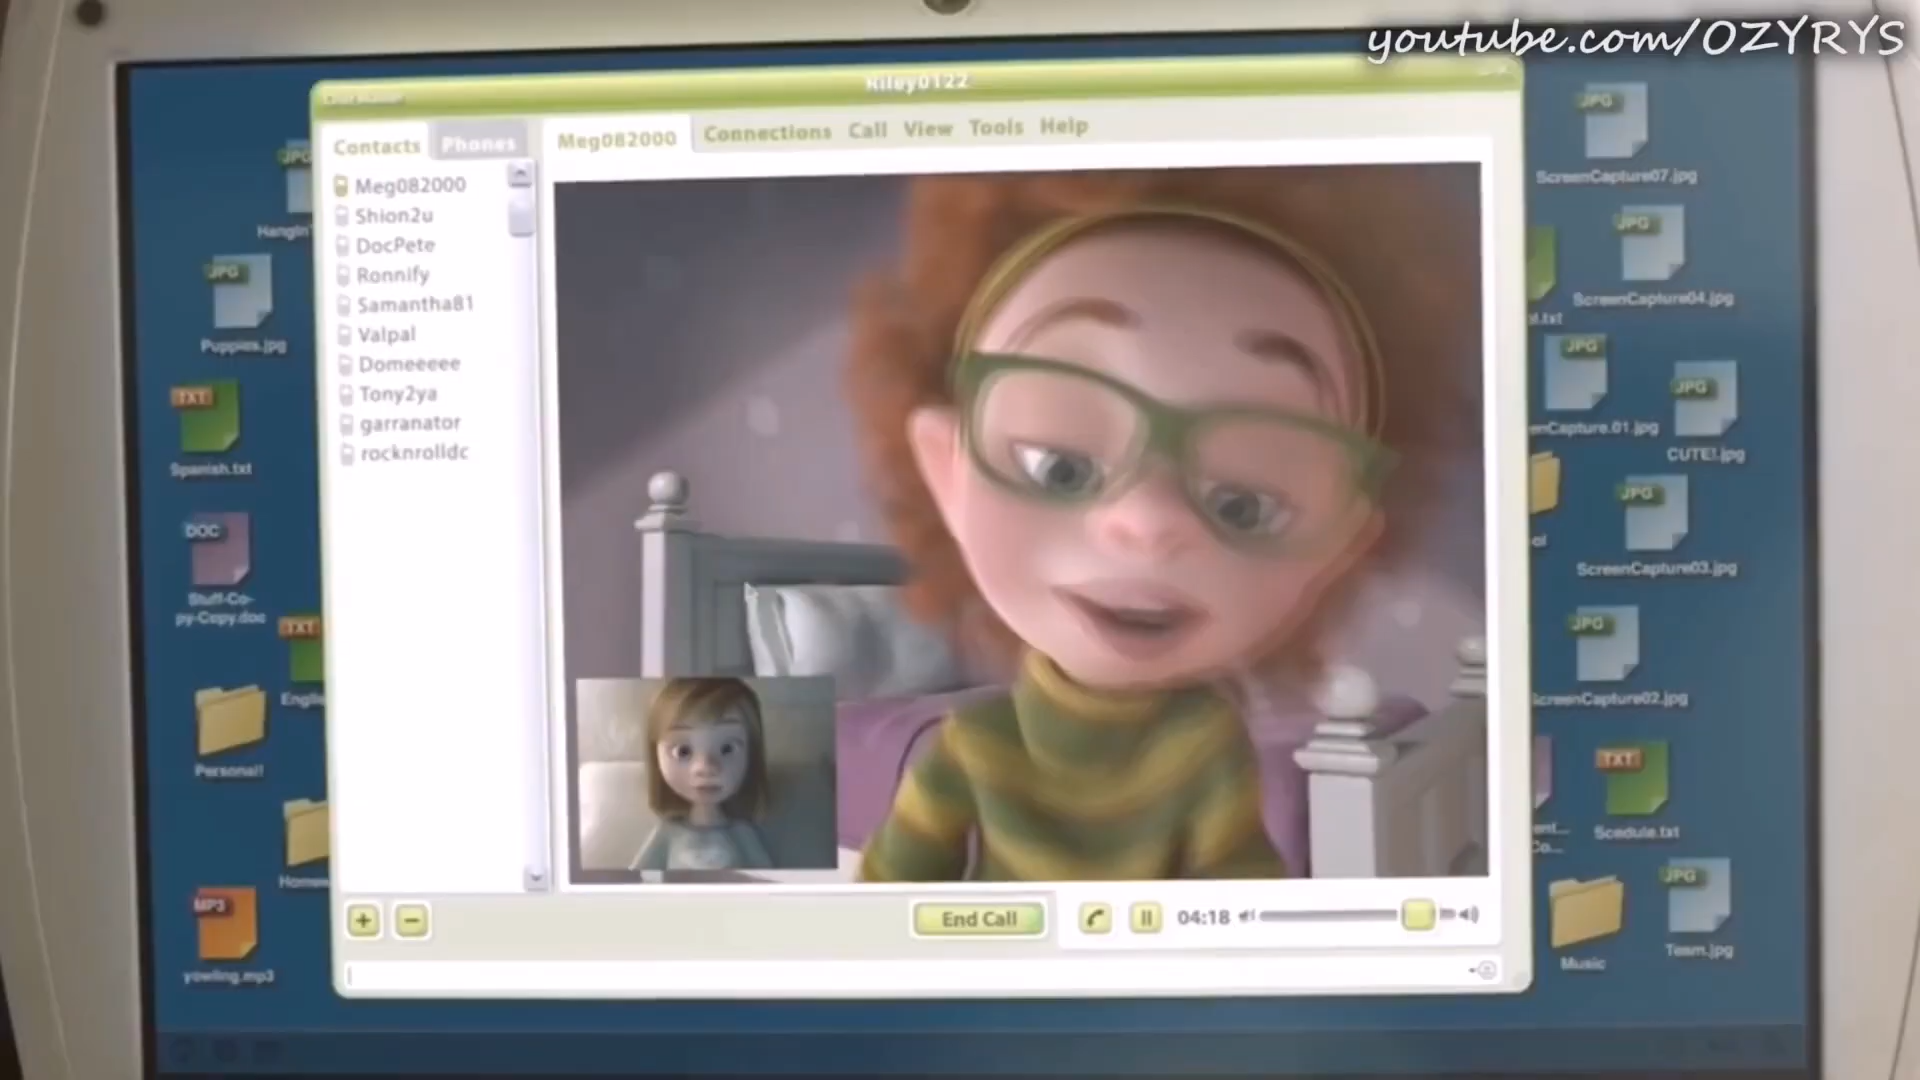 youtube.com/OZYRYS
Riley0122
Contacts
Phones
Meg082000
Connections
Call
View
Tools
Help
Meg082000
Shion2u
DocPete
Ronnify
Samantha81
Valpal
Domeeeee
Tony2ya
garranator
rocknrolldc
End Call
04:18
JPG
Puppies.jpg
TXT
Spanish.txt
DOC
Stuff-Co-
py-Copy.doc
TXT
Personal!
MP3
yowling.mp3
JPG
ScreenCapture07.jpg
JPG
ScreenCapture04.jpg
JPG
JPG
CUTE!.jpg
JPG
ScreenCapture03.jpg
JPG
ScreenCapture02.jpg
TXT
Scedule.txt
JPG
Team.jpg
Music